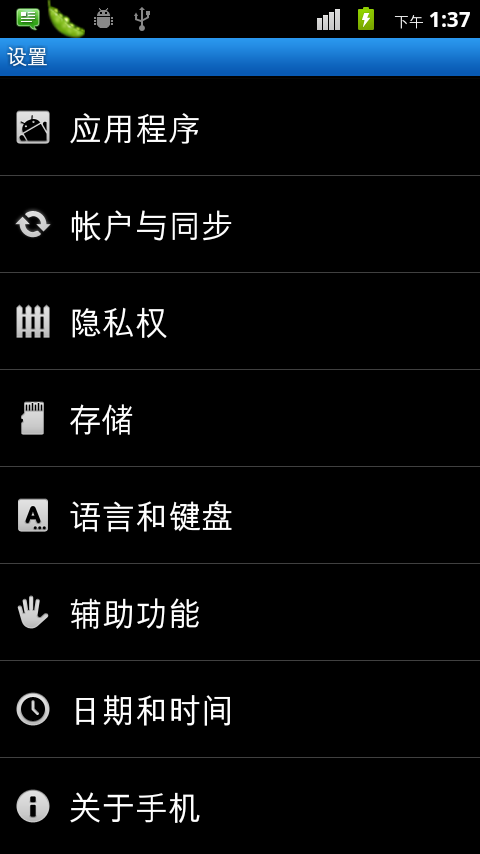 下午 1:37
设置
应用程序
帐户与同步
隐私权
存储
语言和键盘
辅助功能
日期和时间
关于手机